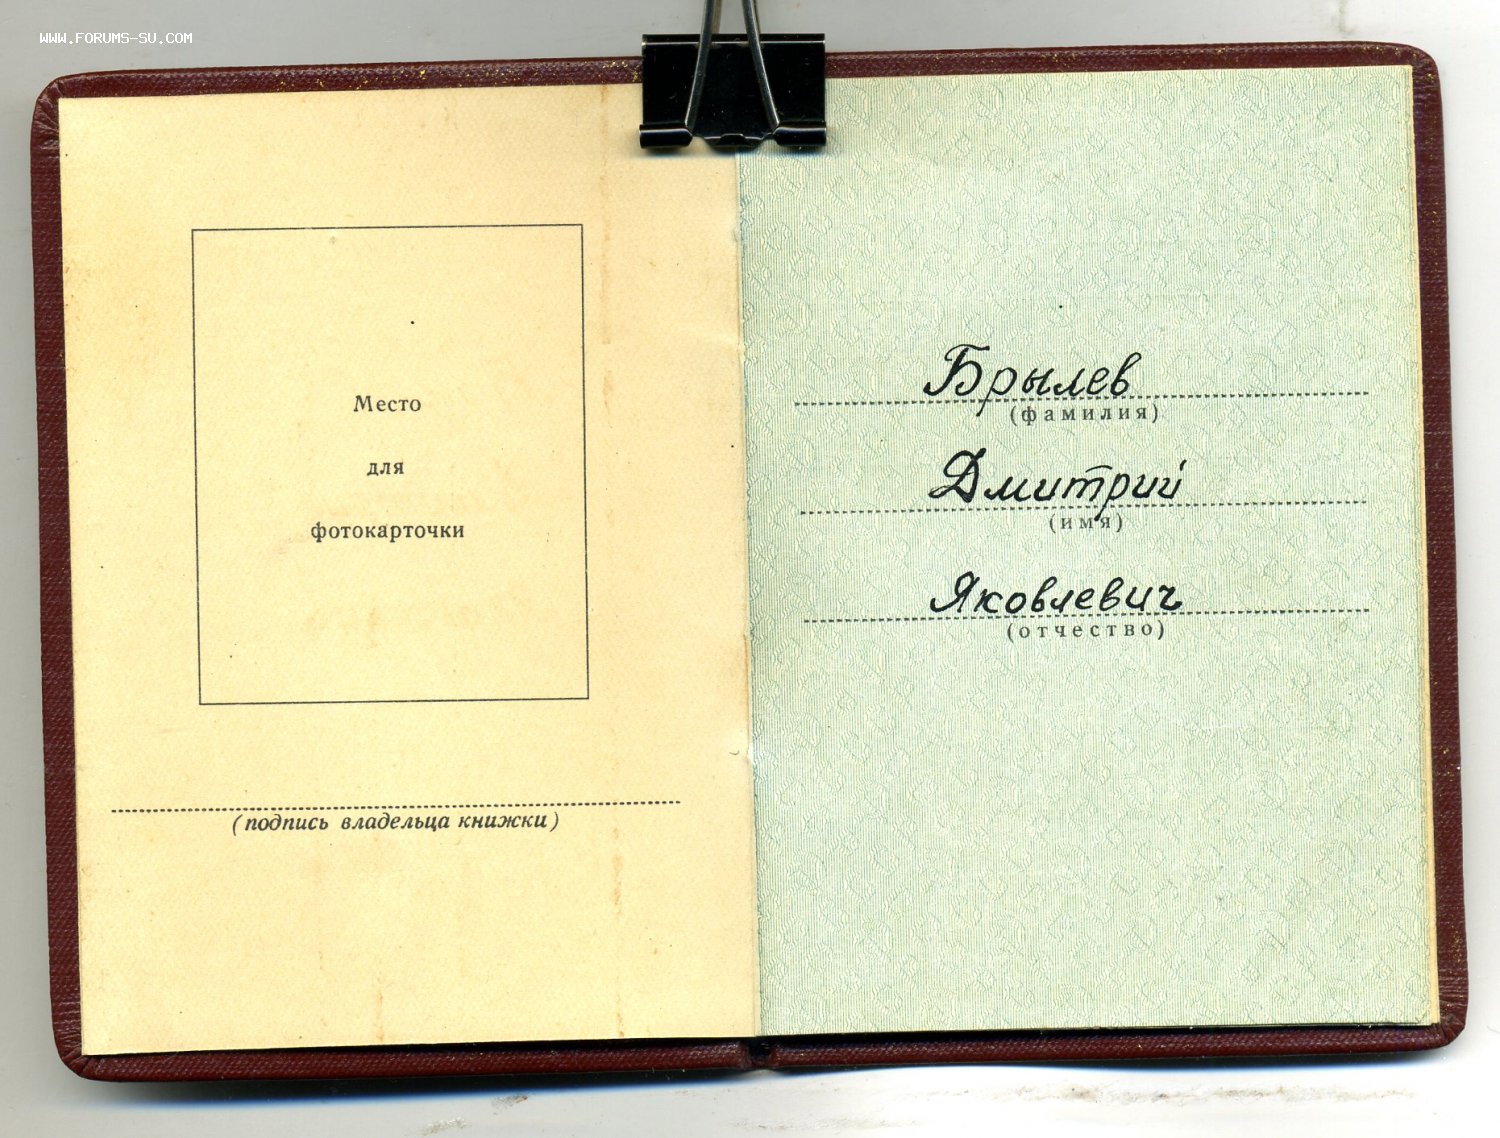 WWW.FORUMS-SU.COM
Место
для
фотокарточки
(подпись владельца книжки)
Брылев
(фамилия)
Дмитрий
(имя)
Яковлевич
(отчество)